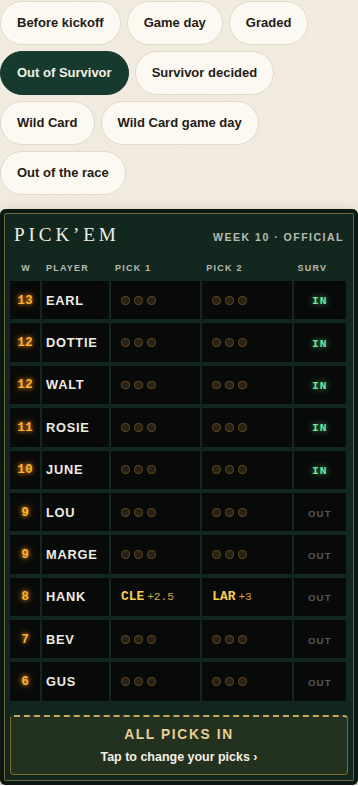 Before kickoff
Game day
Graded
Out of Survivor
Survivor decided
Wild Card
Wild Card game day
Out of the race
PICK’EM
WEEK 10 · OFFICIAL
W PLAYER PICK 1 PICK 2 SURV
13 EARL IN
12 DOTTIE IN
12 WALT IN
11 ROSIE IN
10 JUNE IN
9 LOU OUT
9 MARGE OUT
8 HANK CLE +2.5 LAR +3 OUT
7 BEV OUT
6 GUS OUT
ALL PICKS IN
Tap to change your picks ›